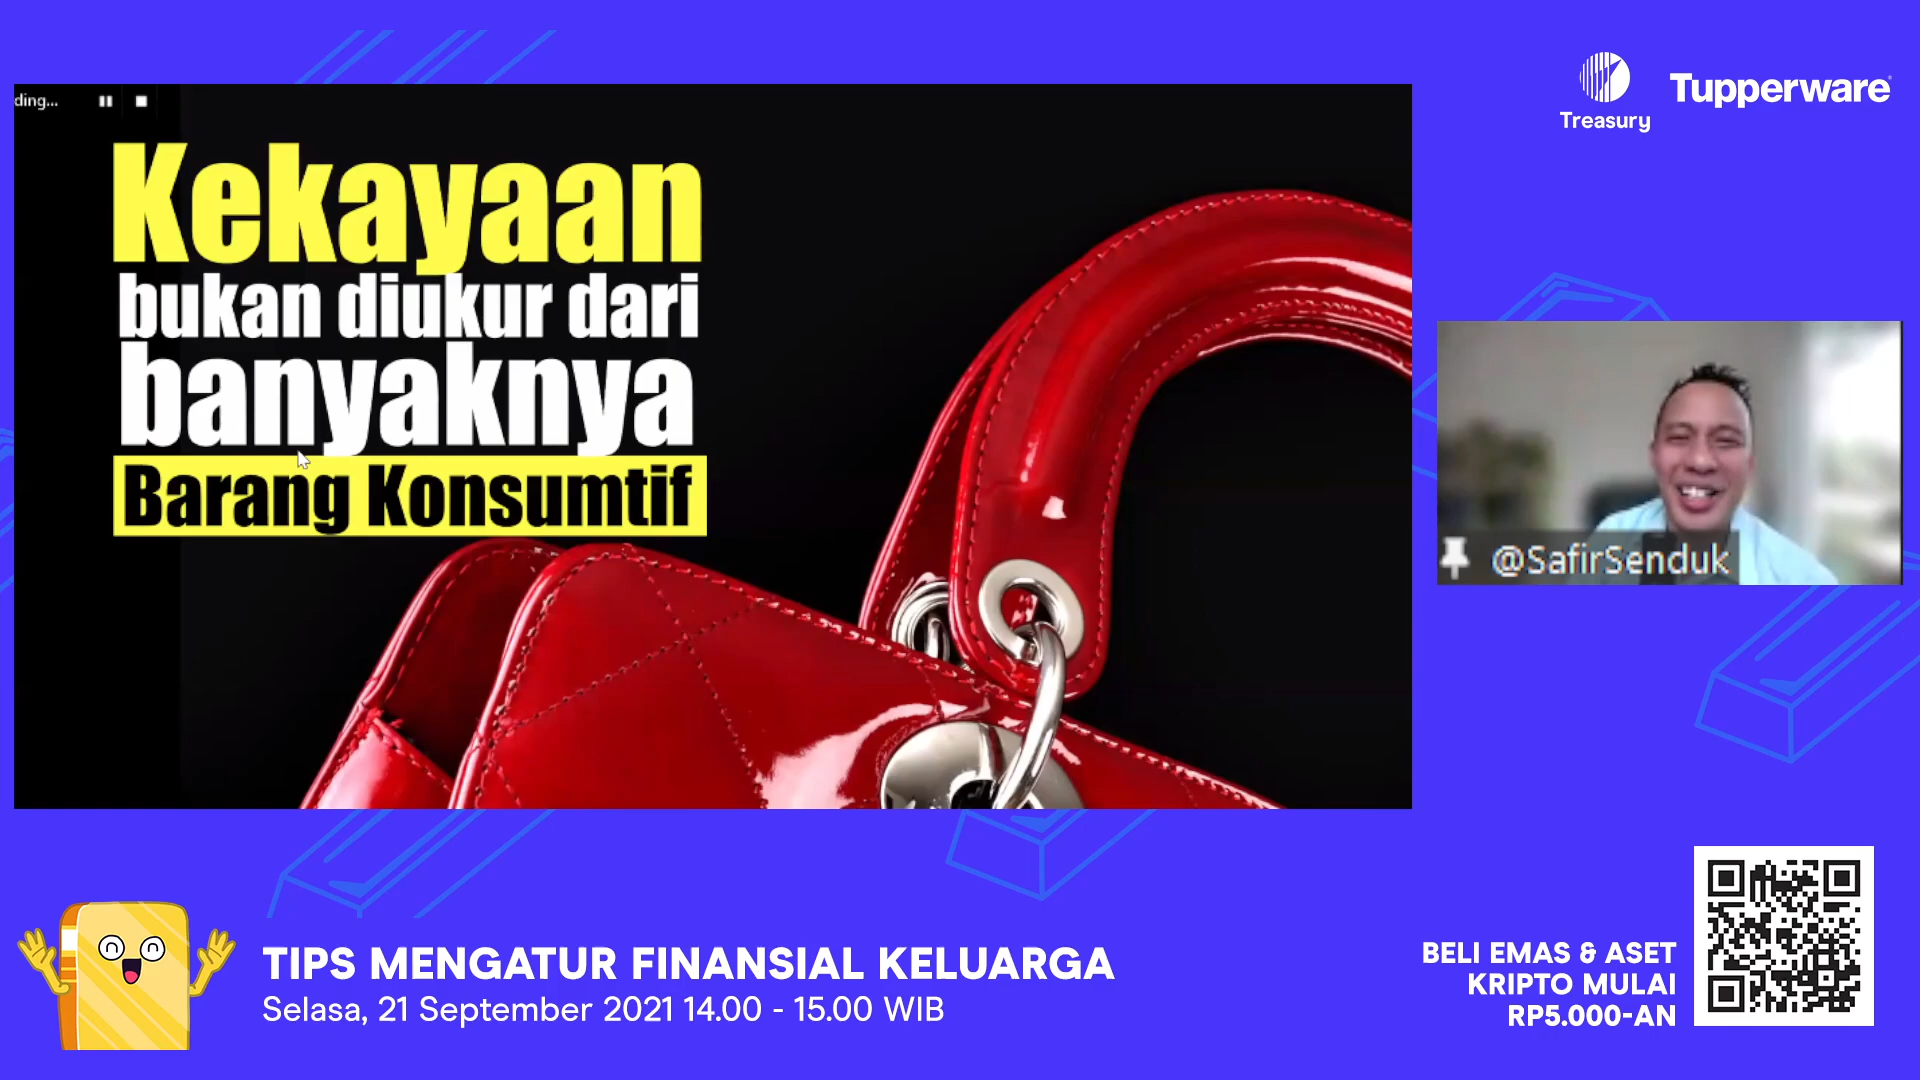 ding...
Treasury
Tupperware
Kekayaan
bukan diukur dari
banyaknya
Barang Konsumtif
@SafirSenduk
TIPS MENGATUR FINANSIAL KELUARGA
Selasa, 21 September 2021 14.00 - 15.00 WIB
BELI EMAS & ASET
KRIPTO MULAI
RP5.000-AN